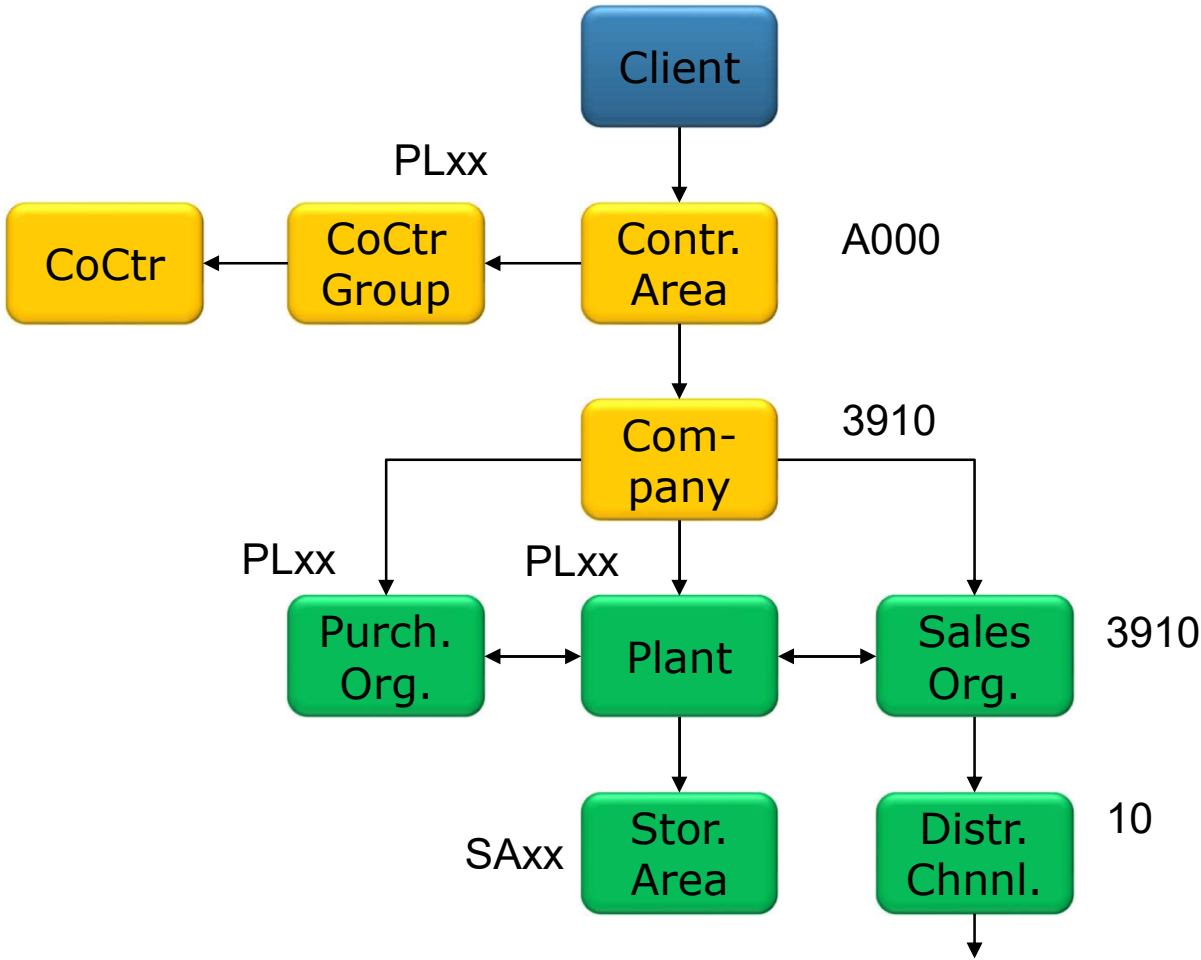 Client
PLxx
CoCtr
CoCtr
Group
Contr.
Area
A000
Com-
pany
3910
PLxx
PLxx
Purch.
Org.
Plant
Sales
Org.
3910
SAxx
Stor.
Area
Distr.
Chnnl.
10